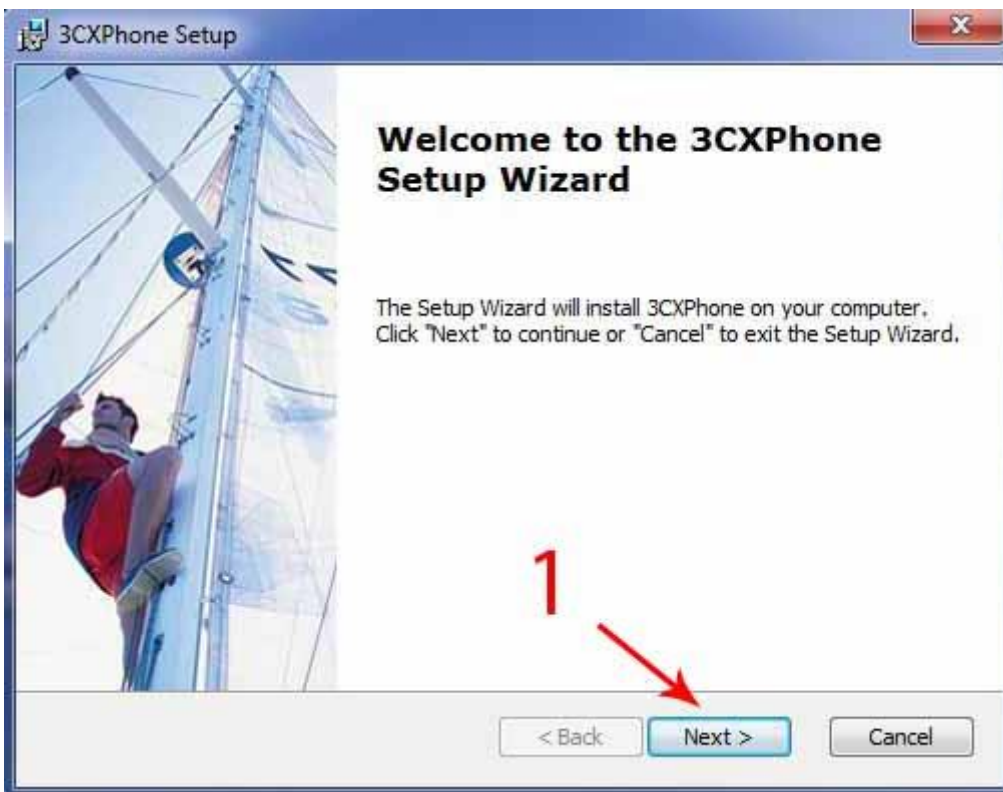 3CXPhone Setup
Welcome to the 3CXPhone
Setup Wizard
The Setup Wizard will install 3CXPhone on your computer.
Click "Next" to continue or "Cancel" to exit the Setup Wizard.
1
< Back Next > Cancel